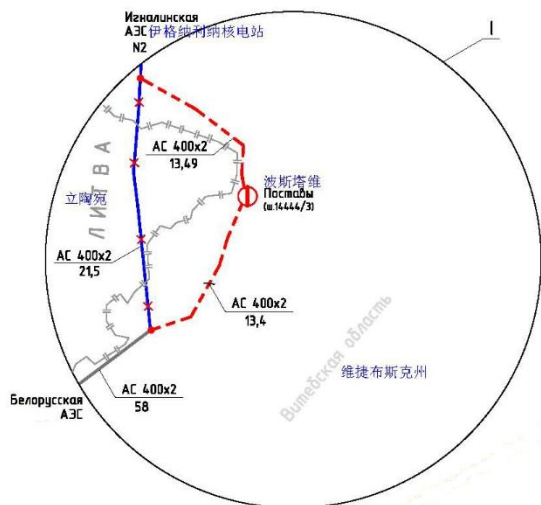 Игналинская
АЭС伊格纳利纳核电站
N2
I
АС 400х2
13,49
ЛИТВА
立陶宛
波斯塔维
Поставы
(ш.14444/3)
АС 400х2
21,5
АС 400х2
13,4
Витебская область
维捷布斯克州
Белорусская
АЭС
АС 400х2
58